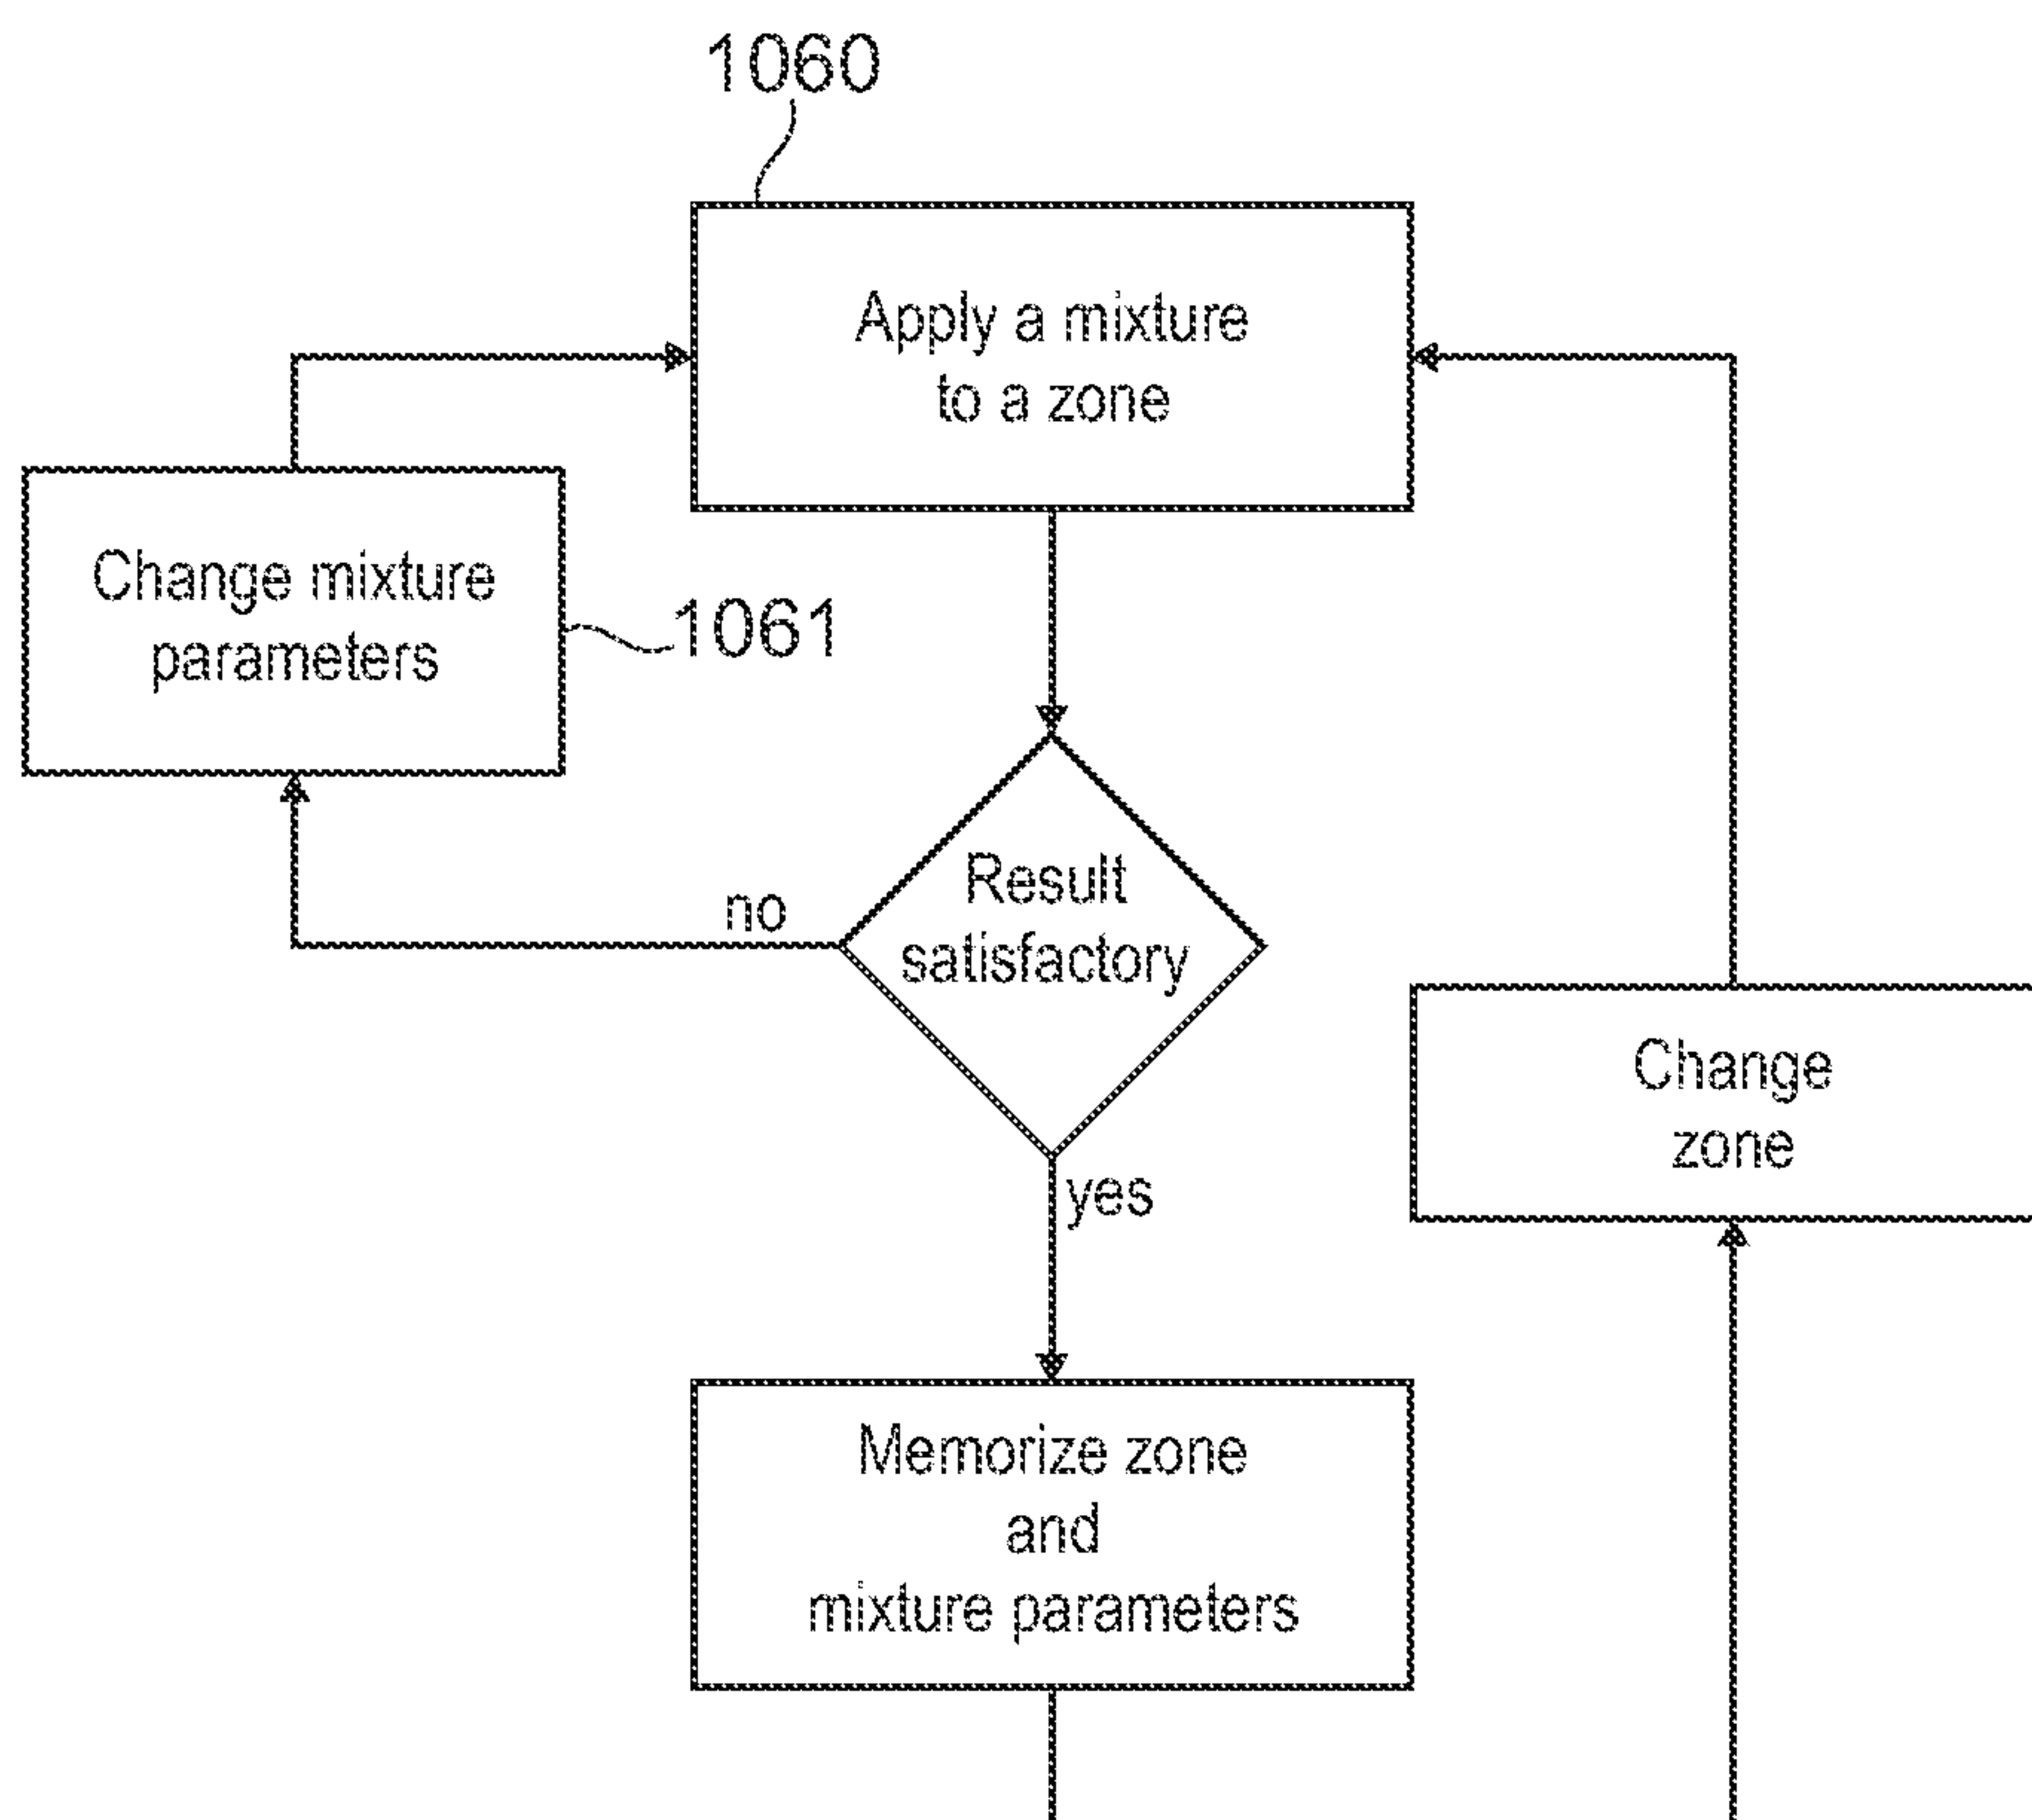 1060
Apply a mixture
to a zone
Change mixture
parameters
1061
Result
satisfactory
no
yes
Change
zone
Memorize zone
and
mixture parameters